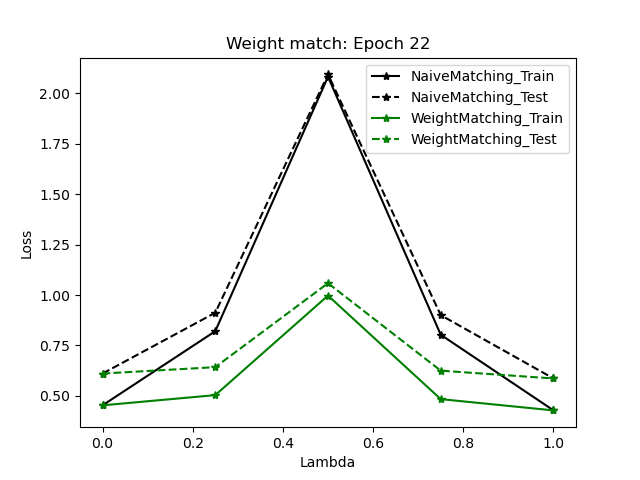 Weight match: Epoch 22
NaiveMatching_Train
NaiveMatching_Test
WeightMatching_Train
WeightMatching_Test
Loss
2.00
1.75
1.50
1.25
1.00
0.75
0.50
0.0 0.2 0.4 0.6 0.8 1.0
Lambda